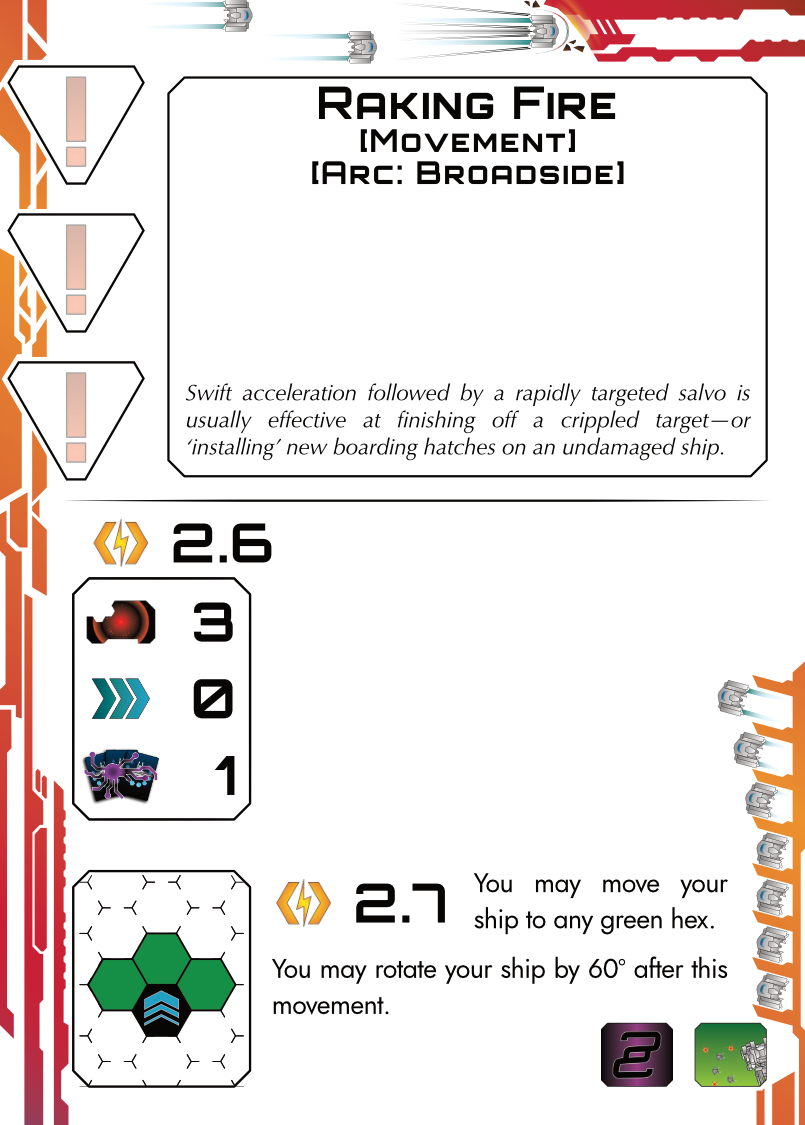 Raking Fire
[Movement]
[Arc: Broadside]
Swift acceleration followed by a rapidly targeted salvo is
usually effective at finishing off a crippled target—or
‘installing’ new boarding hatches on an undamaged ship.
2.6
3
0
1
2.7
You may move your
ship to any green hex.
You may rotate your ship by 60° after this
movement.
2